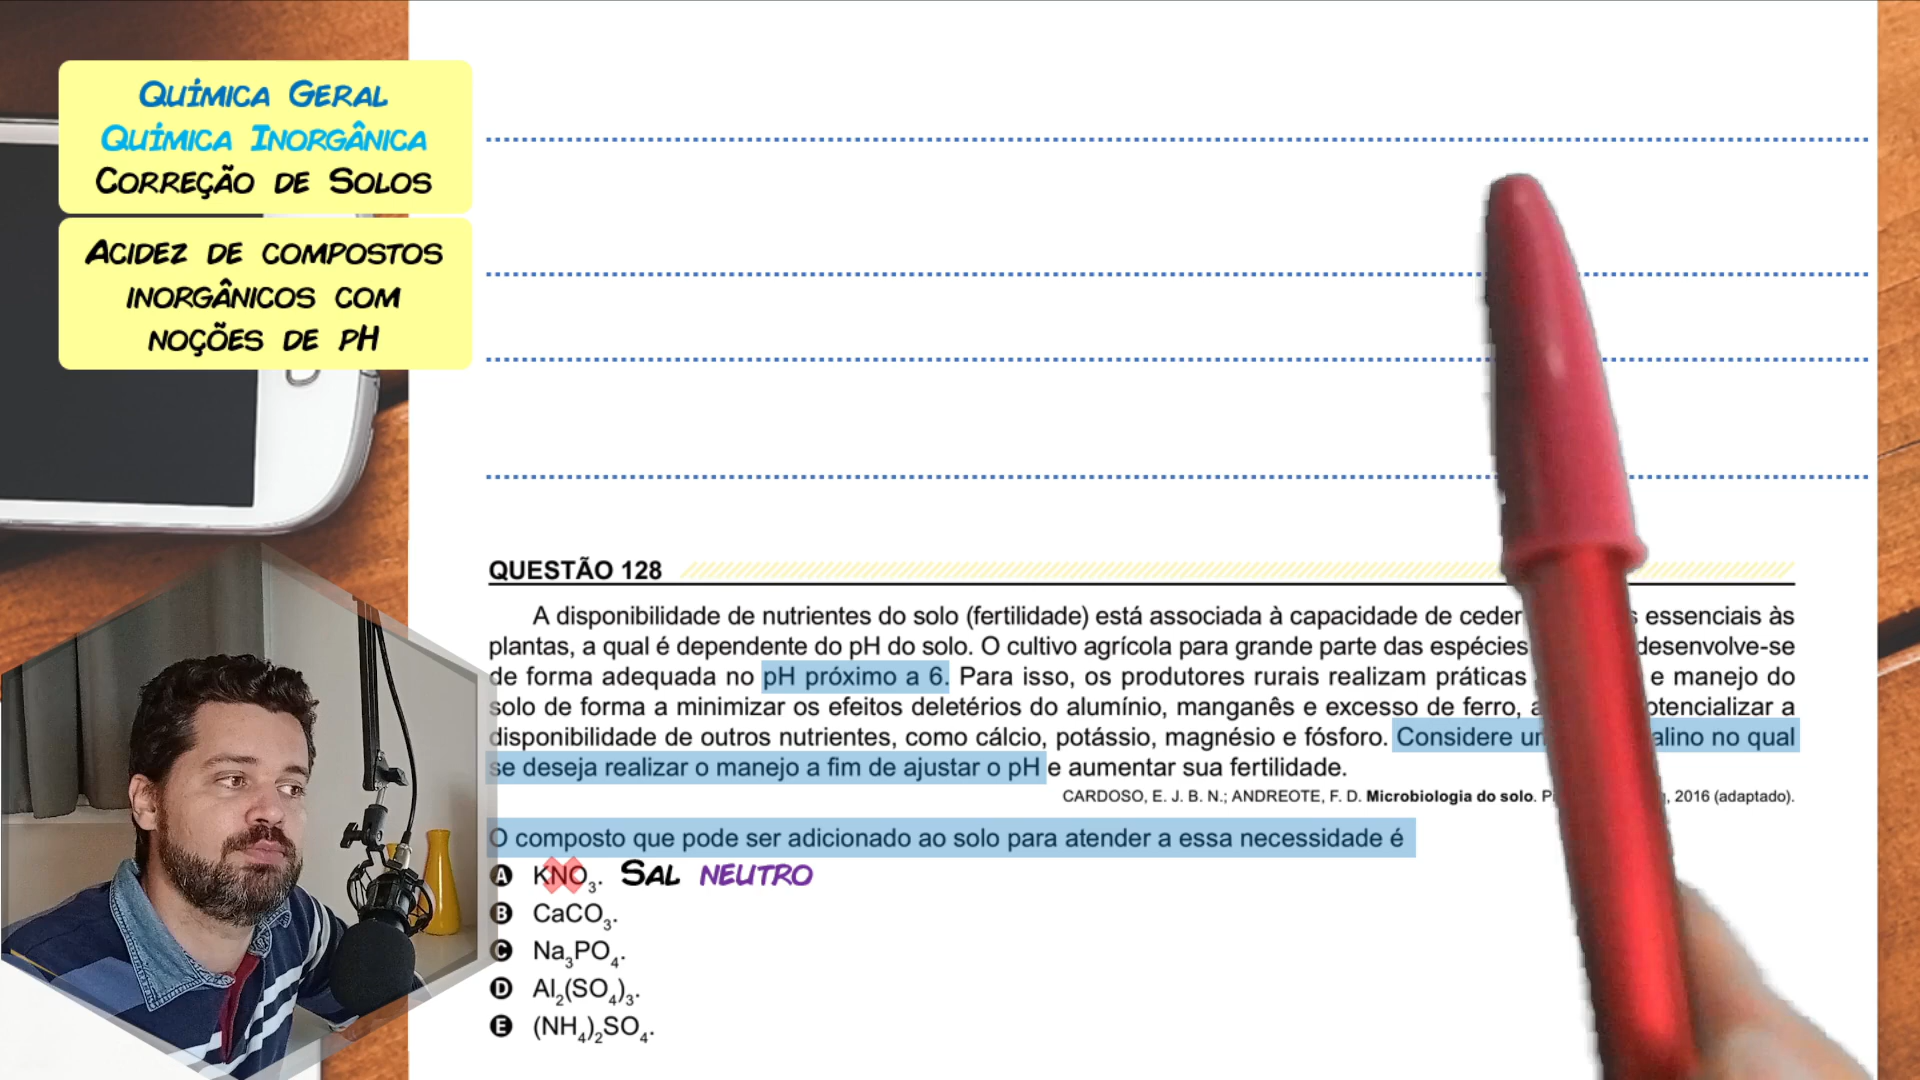 Química Geral
Química Inorgânica
Correção de Solos
Acidez de compostos
inorgânicos com
noções de pH
QUESTÃO 128
A disponibilidade de nutrientes do solo (fertilidade) está associada à capacidade de ceder essenciais às
plantas, a qual é dependente do pH do solo. O cultivo agrícola para grande parte das espécies desenvolve-se
de forma adequada no pH próximo a 6. Para isso, os produtores rurais realizam práticas e manejo do
solo de forma a minimizar os efeitos deletérios do alumínio, manganês e excesso de ferro, otencializar a
disponibilidade de outros nutrientes, como cálcio, potássio, magnésio e fósforo. Considere alino no qual
se deseja realizar o manejo a fim de ajustar o pH e aumentar sua fertilidade.
CARDOSO, E. J. B. N.; ANDREOTE, F. D. Microbiologia do solo. 2016 (adaptado).
O composto que pode ser adicionado ao solo para atender a essa necessidade é
A KNO₃. Sal neutro
B CaCO₃.
C Na₃PO₄.
D Al₂(SO₄)₃.
E (NH₄)₂SO₄.